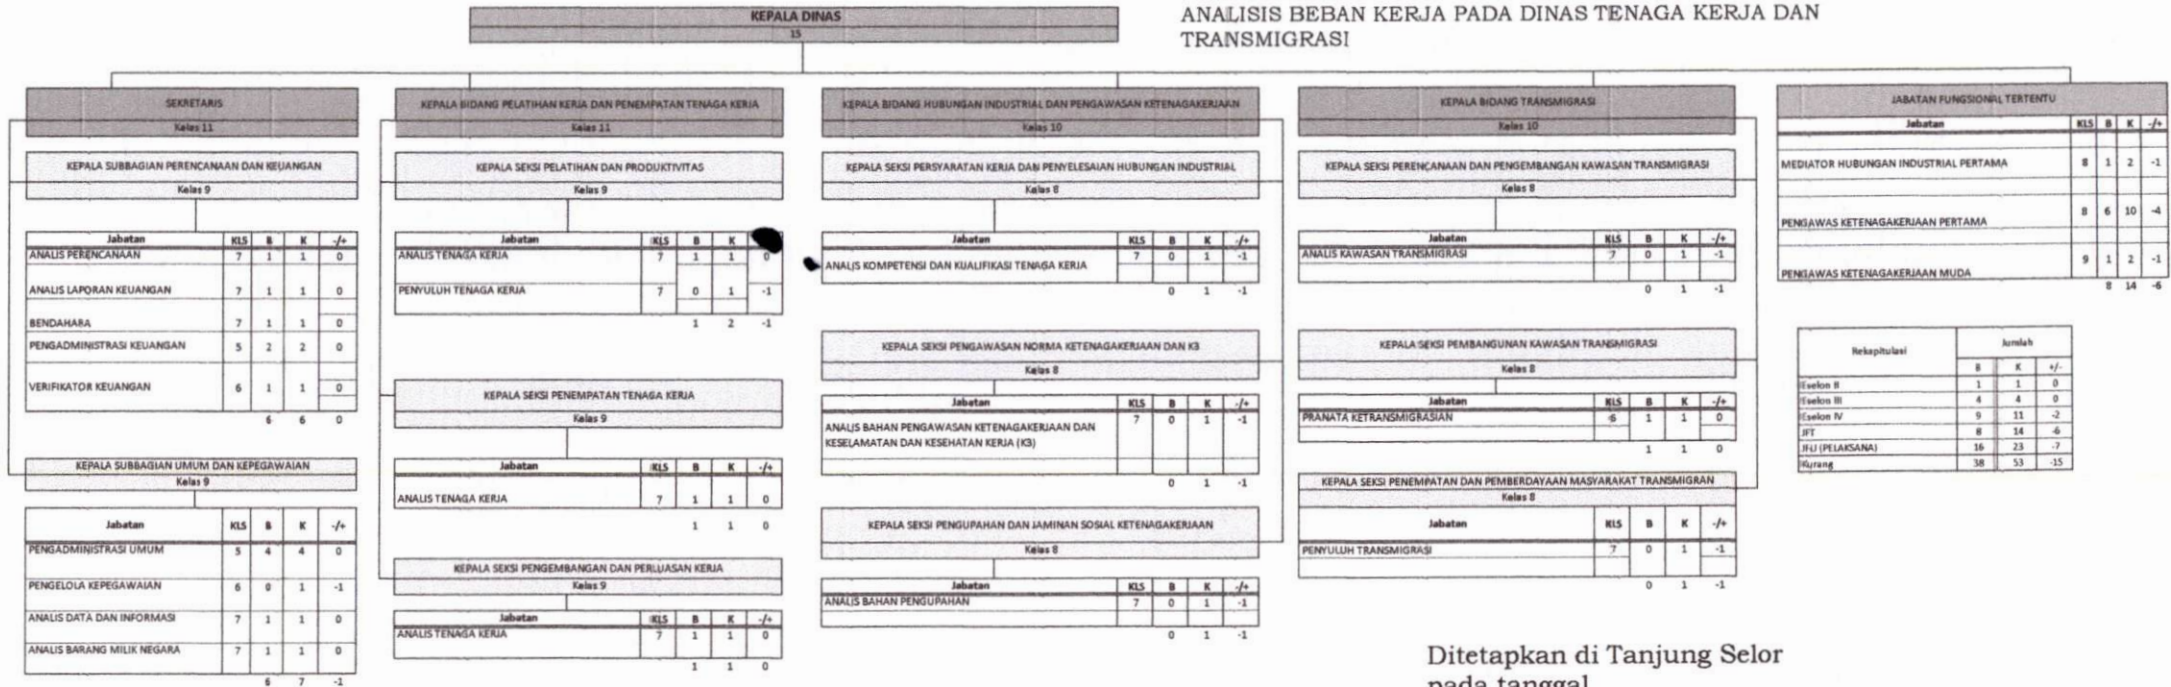 ANALISIS BEBAN KERJA PADA DINAS TENAGA KERJA DAN
TRANSMIGRASI
KEPALA DINAS
15
SEKRETARIS
Kelas 11
KEPALA SUBBAGIAN PERENCANAAN DAN KEUANGAN
Kelas 9
Jabatan KLS B K -/+
ANALIS PERENCANAAN 7 1 1 0
ANALIS LAPORAN KEUANGAN 7 1 1 0
BENDAHARA 7 1 1 0
PENGADMINISTRASI KEUANGAN 5 2 2 0
VERIFIKATOR KEUANGAN 6 1 1 0
6 6 0
KEPALA SUBBAGIAN UMUM DAN KEPEGAWAIAN
Kelas 9
Jabatan KLS B K -/+
PENGADMINISTRASI UMUM 5 4 4 0
PENGELOLA KEPEGAWAIAN 6 0 1 -1
ANALIS DATA DAN INFORMASI 7 1 1 0
ANALIS BARANG MILIK NEGARA 7 1 1 0
6 7 -1
KEPALA BIDANG PELATIHAN KERJA DAN PENEMPATAN TENAGA KERJA
Kelas 11
KEPALA SEKSI PELATIHAN DAN PRODUKTIVITAS
Kelas 9
Jabatan KLS B K
ANALIS TENAGA KERJA 7 1 1 0
PENYULUH TENAGA KERJA 7 0 1 -1
1 2 -1
KEPALA SEKSI PENEMPATAN TENAGA KERJA
Kelas 9
Jabatan KLS B K -/+
ANALIS TENAGA KERJA 7 1 1 0
1 1 0
KEPALA SEKSI PENGEMBANGAN DAN PERLUASAN KERJA
Kelas 9
Jabatan KLS B K -/+
ANALIS TENAGA KERJA 7 1 1 0
1 1 0
KEPALA BIDANG HUBUNGAN INDUSTRIAL DAN PENGAWASAN KETENAGAKERJAAN
Kelas 10
KEPALA SEKSI PERSYARATAN KERJA DAN PENYELESAIAN HUBUNGAN INDUSTRIAL
Kelas 8
Jabatan KLS B K -/+
ANALIS KOMPETENSI DAN KUALIFIKASI TENAGA KERJA 7 0 1 -1
0 1 -1
KEPALA SEKSI PENGAWASAN NORMA KETENAGAKERJAAN DAN K3
Kelas 8
Jabatan KLS B K -/+
ANALIS BAHAN PENGAWASAN KETENAGAKERJAAN DAN 7 0 1 -1
KESELAMATAN DAN KESEHATAN KERJA (K3)
0 1 -1
KEPALA SEKSI PENGUPAHAN DAN JAMINAN SOSIAL KETENAGAKERJAAN
Kelas 8
Jabatan KLS B K -/+
ANALIS BAHAN PENGUPAHAN 7 0 1 -1
0 1 -1
KEPALA BIDANG TRANSMIGRASI
Kelas 10
KEPALA SEKSI PERENCANAAN DAN PENGEMBANGAN KAWASAN TRANSMIGRASI
Kelas 8
Jabatan KLS B K -/+
ANALIS KAWASAN TRANSMIGRASI 7 0 1 -1
0 1 -1
KEPALA SEKSI PEMBANGUNAN KAWASAN TRANSMIGRASI
Kelas 8
Jabatan KLS B K -/+
PRANATA KETRANSMIGRASIAN 6 1 1 0
1 1 0
KEPALA SEKSI PENEMPATAN DAN PEMBERDAYAAN MASYARAKAT TRANSMIGRAN
Kelas 8
Jabatan KLS B K -/+
PENYULUH TRANSMIGRASI 7 0 1 -1
0 1 -1
JABATAN FUNGSIONAL TERTENTU
Jabatan KLS B K -/+
MEDIATOR HUBUNGAN INDUSTRIAL PERTAMA 8 1 2 -1
PENGAWAS KETENAGAKERJAAN PERTAMA 8 6 10 -4
PENGAWAS KETENAGAKERJAAN MUDA 9 1 2 -1
8 14 -6
Rekapitulasi Jumlah
B K +/-
Eselon II 1 1 0
Eselon III 4 4 0
Eselon IV 9 11 -2
JFT 8 14 -6
JFU (PELAKSANA) 16 23 -7
Kurang 38 53 -15
Ditetapkan di Tanjung Selor
pada tanggal